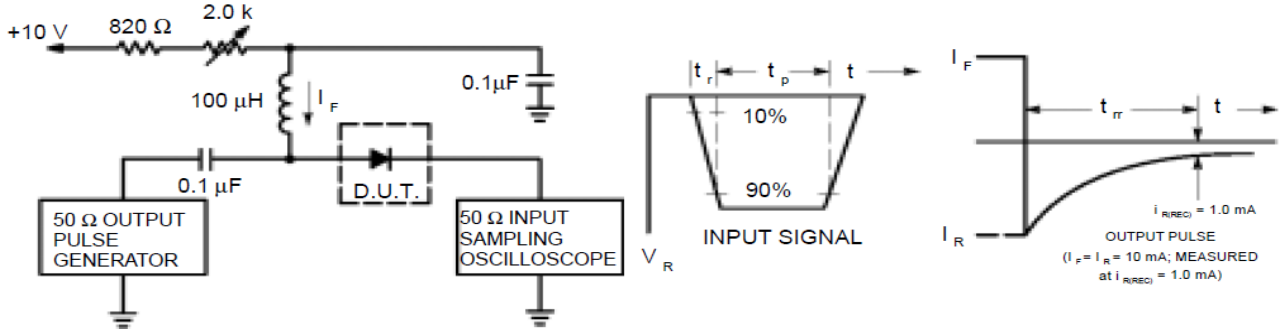 +10 V
820 Ω
2.0 k
100 μH
I F
0.1μF
0.1 μF
D.U.T.
50 Ω OUTPUT
PULSE
GENERATOR
50 Ω INPUT
SAMPLING
OSCILLOSCOPE
t r
t p
t
10%
90%
V R
INPUT SIGNAL
I F
t rr
t
I R
i R(REC) = 1.0 mA
OUTPUT PULSE
(I F = I R = 10 mA; MEASURED
at i R(REC) = 1.0 mA)